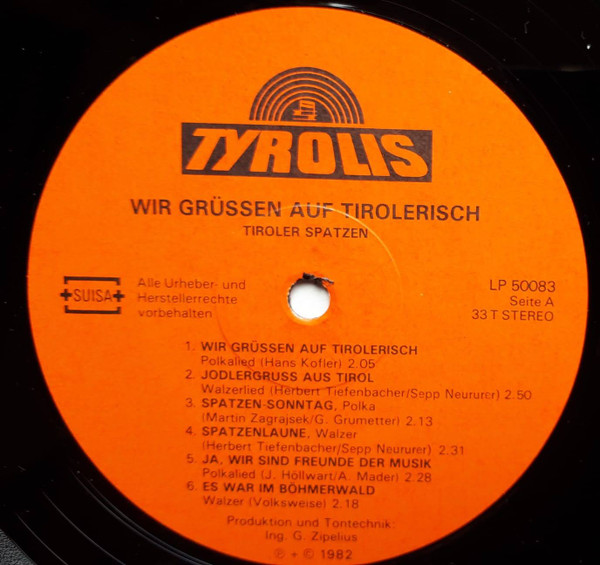 TYROLIS
WIR GRÜSSEN AUF TIROLERISCH
TIROLER SPATZEN
+SUISA+
Alle Urheber- und
Herstellerrechte
vorbehalten
LP 50083
Seite A
33 T STEREO
1. WIR GRÜSSEN AUF TIROLERISCH
Polkalied (Hans Kofler) 2.05
2. JODLERGRUSS AUS TIROL
Walzerlied (Herbert Tiefenbacher/Sepp Neururer) 2.50
3. SPATZEN-SONNTAG, Polka
(Martin Zagrajsek/G. Grumetter) 2.13
4. SPATZENLAUNE, Walzer
(Herbert Tiefenbacher/Sepp Neururer) 2.31
5. JA, WIR SIND FREUNDE DER MUSIK
Polkalied (J. Höllwart/A. Mader) 2.28
6. ES WAR IM BÖHMERWALD
Walzer (Volksweise) 2.18
Produktion und Tontechnik:
Ing. G. Zipelius
℗ + © 1982